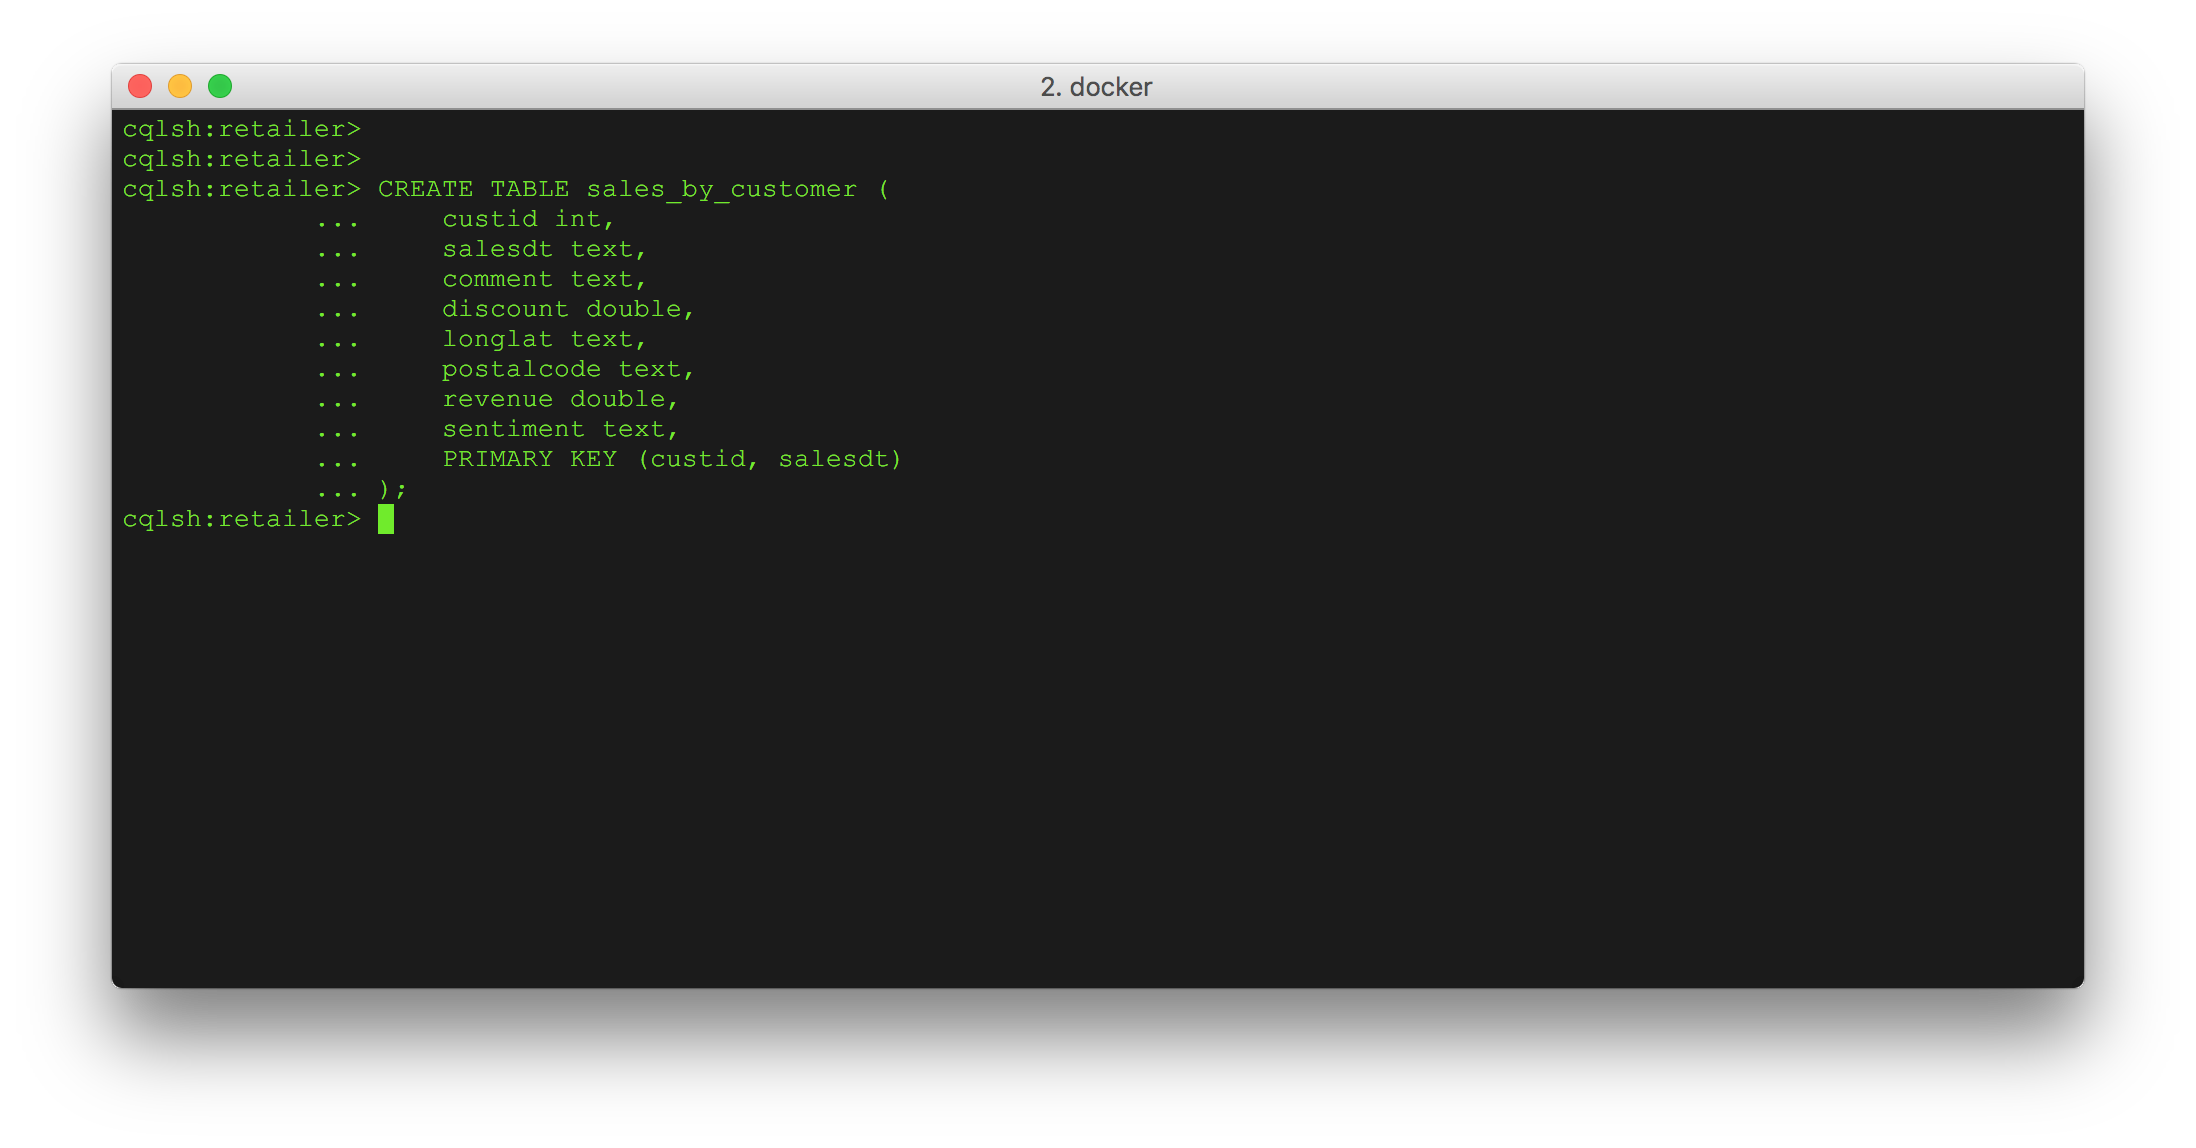 2. docker
cqlsh:retailer>
cqlsh:retailer>
cqlsh:retailer> CREATE TABLE sales_by_customer (
            ...     custid int,
            ...     salesdt text,
            ...     comment text,
            ...     discount double,
            ...     longlat text,
            ...     postalcode text,
            ...     revenue double,
            ...     sentiment text,
            ...     PRIMARY KEY (custid, salesdt)
            ... );
cqlsh:retailer>